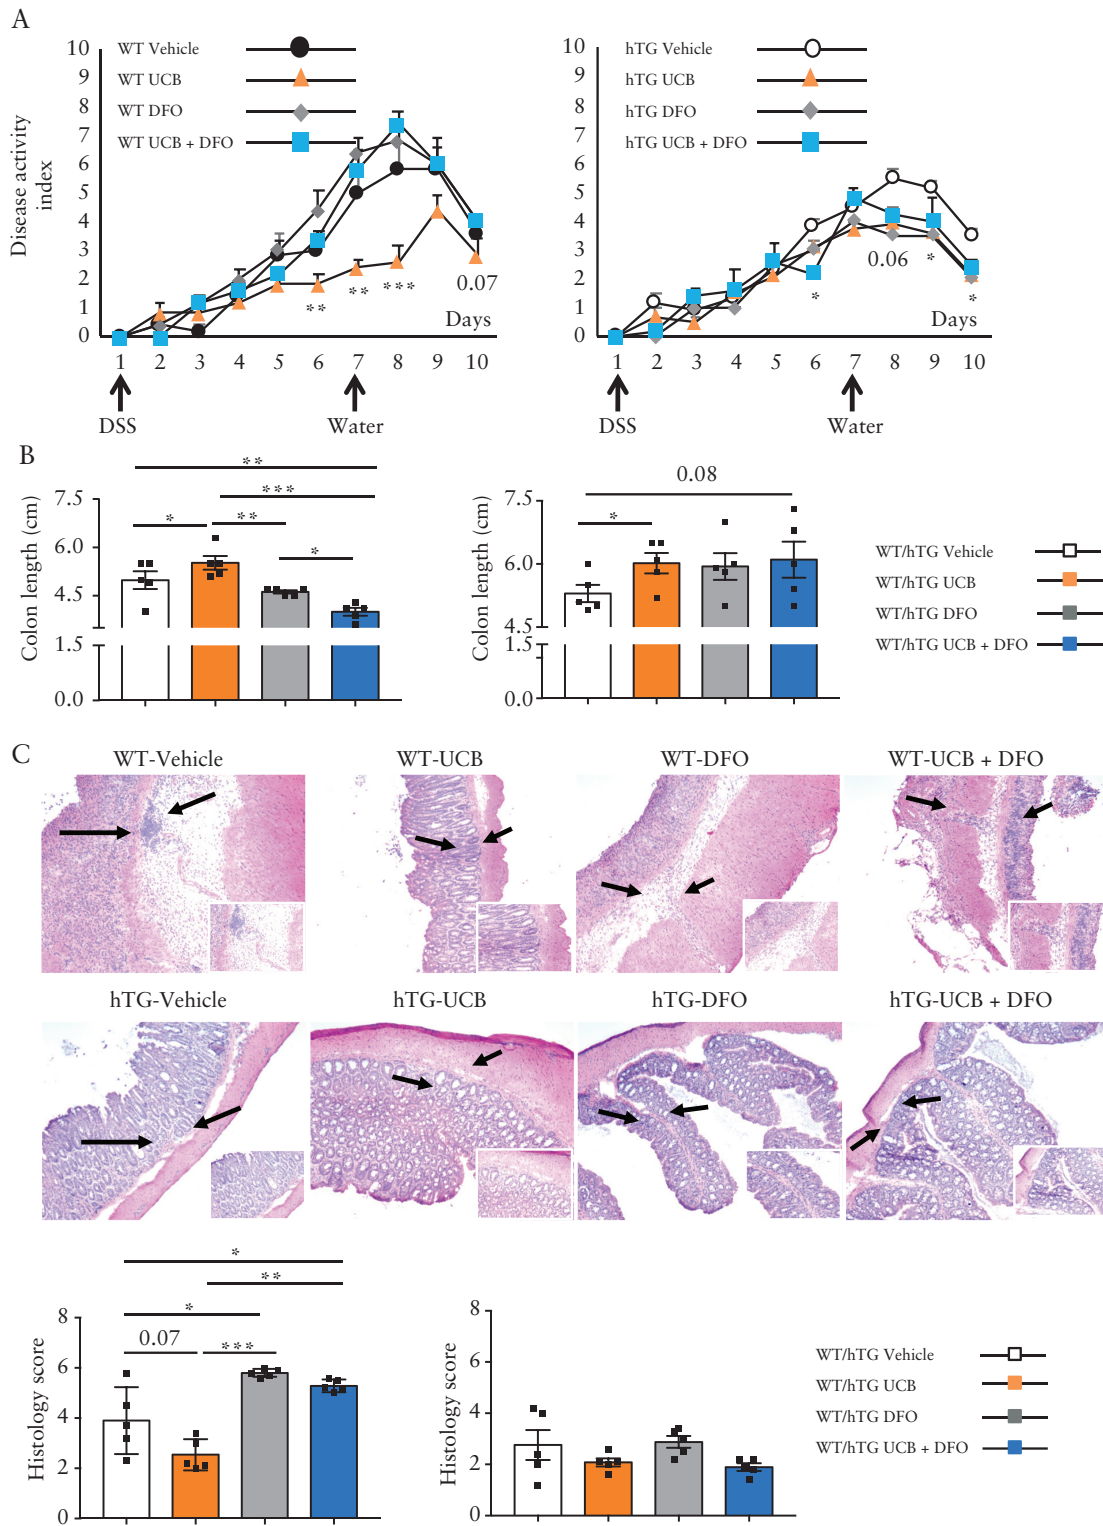 A
WT Vehicle
WT UCB
WT DFO
WT UCB + DFO
Disease activity
index
10
9
8
7
6
5
4
3
2
1
0
** ** *** 0.07
Days
1 2 3 4 5 6 7 8 9 10
DSS Water
hTG Vehicle
hTG UCB
hTG DFO
hTG UCB + DFO
10
9
8
7
6
5
4
3
2
1
0
* 0.06 * *
Days
1 2 3 4 5 6 7 8 9 10
DSS Water
B
Colon length (cm)
7.5
6.0
4.5
1.5
0.0
**
***
* **
*
Colon length (cm)
7.5
6.0
4.5
1.5
0.0
0.08
*
WT/hTG Vehicle
WT/hTG UCB
WT/hTG DFO
WT/hTG UCB + DFO
C
WT-Vehicle WT-UCB WT-DFO WT-UCB + DFO
hTG-Vehicle hTG-UCB hTG-DFO hTG-UCB + DFO
Histology score
8
6
4
2
0
*
**
*
0.07 ***
Histology score
8
6
4
2
0
WT/hTG Vehicle
WT/hTG UCB
WT/hTG DFO
WT/hTG UCB + DFO